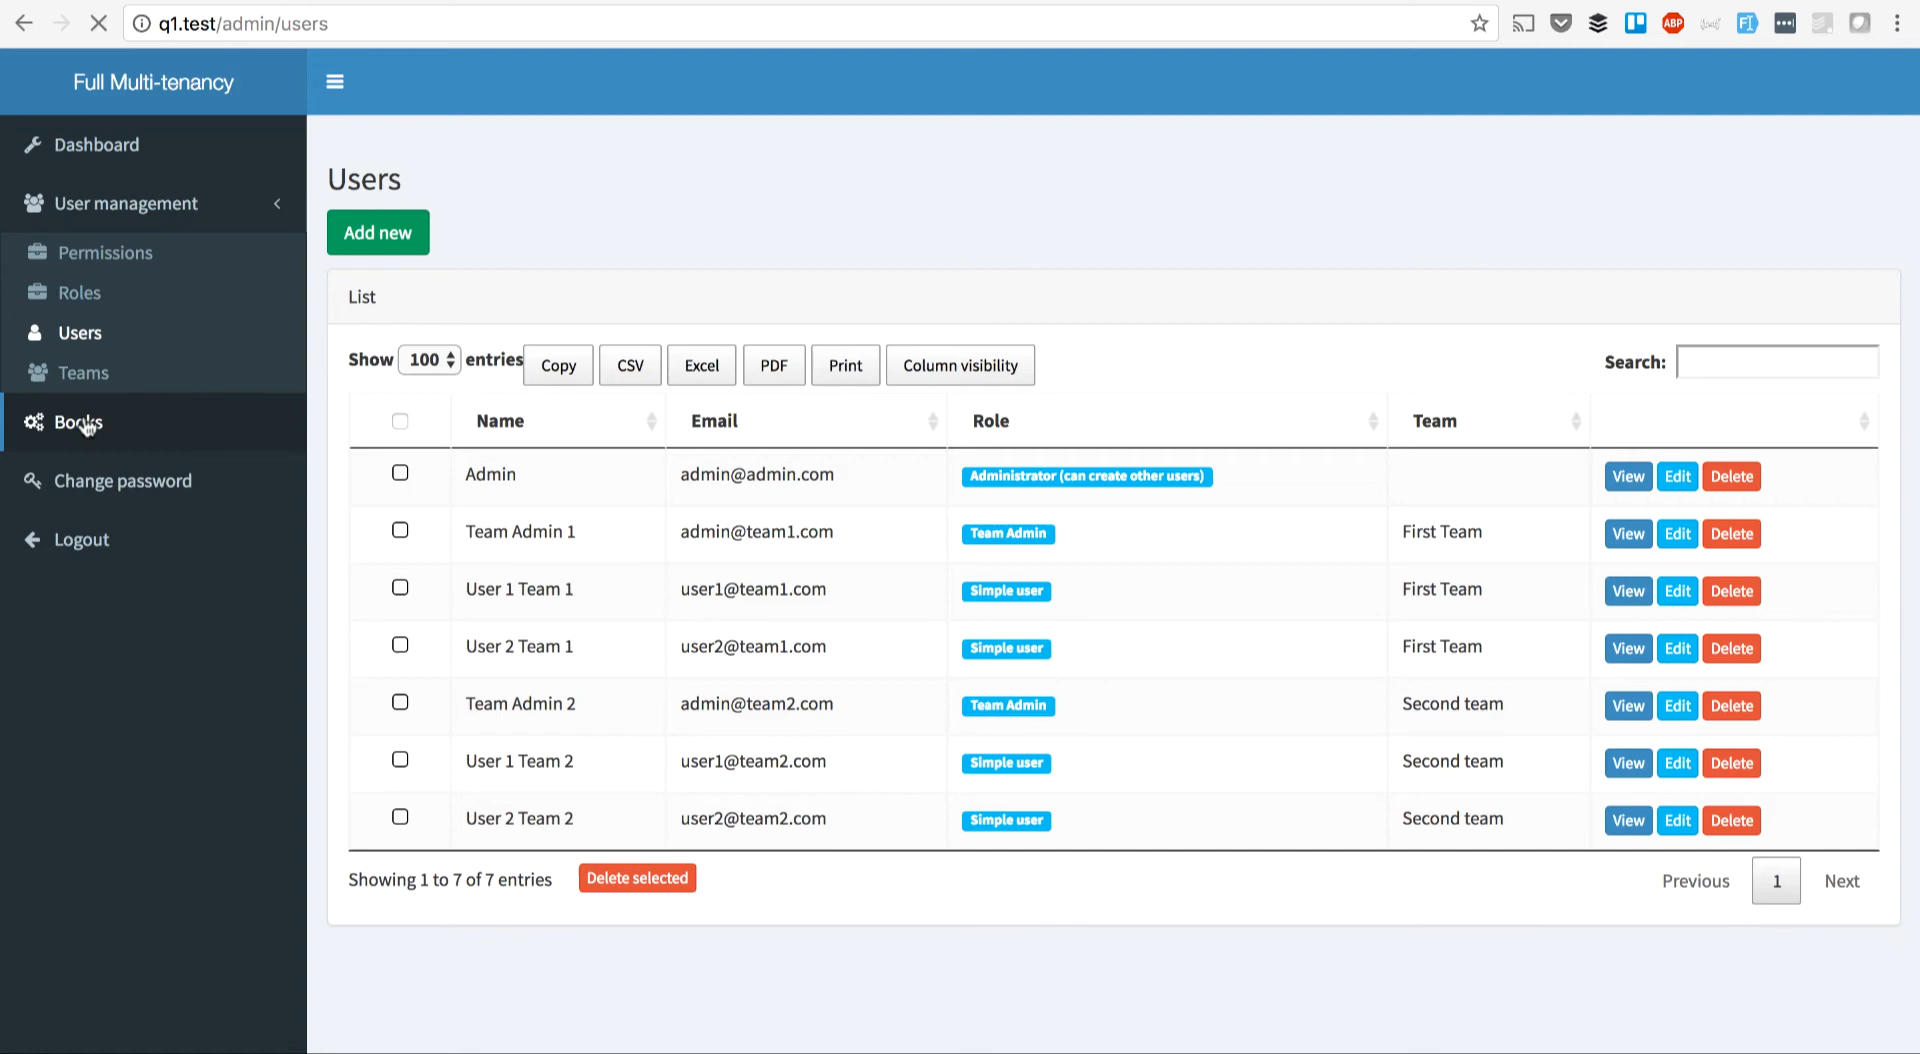 q1.test/admin/users
ABP
Full Multi-tenancy
Dashboard
User management
Permissions
Roles
Users
Teams
Books
Change password
Logout
Users
Add new
List
Show 100 entries Copy CSV Excel PDF Print Column visibility Search:
Name Email Role Team
Admin admin@admin.com Administrator (can create other users) View Edit Delete
Team Admin 1 admin@team1.com Team Admin First Team View Edit Delete
User 1 Team 1 user1@team1.com Simple user First Team View Edit Delete
User 2 Team 1 user2@team1.com Simple user First Team View Edit Delete
Team Admin 2 admin@team2.com Team Admin Second team View Edit Delete
User 1 Team 2 user1@team2.com Simple user Second team View Edit Delete
User 2 Team 2 user2@team2.com Simple user Second team View Edit Delete
Showing 1 to 7 of 7 entries Delete selected Previous 1 Next